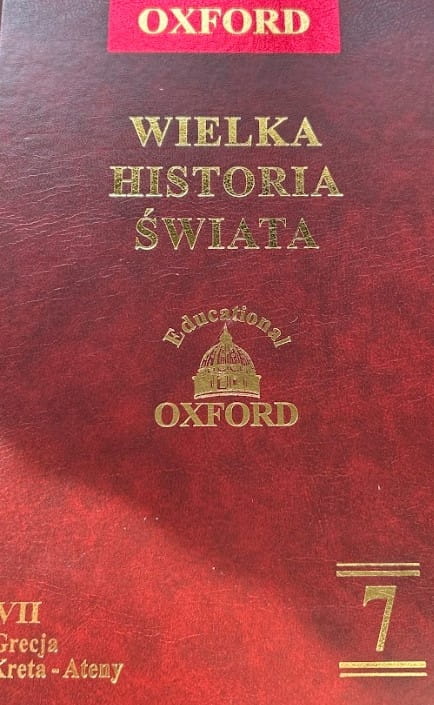 OXFORD
WIELKA
HISTORIA
ŚWIATA
Educational
OXFORD
VII
Grecja
Kreta - Ateny
7